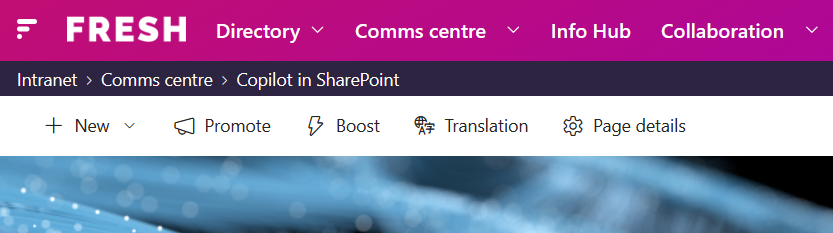 FRESH Directory Comms centre Info Hub Collaboration
Intranet > Comms centre > Copilot in SharePoint
New Promote Boost Translation Page details